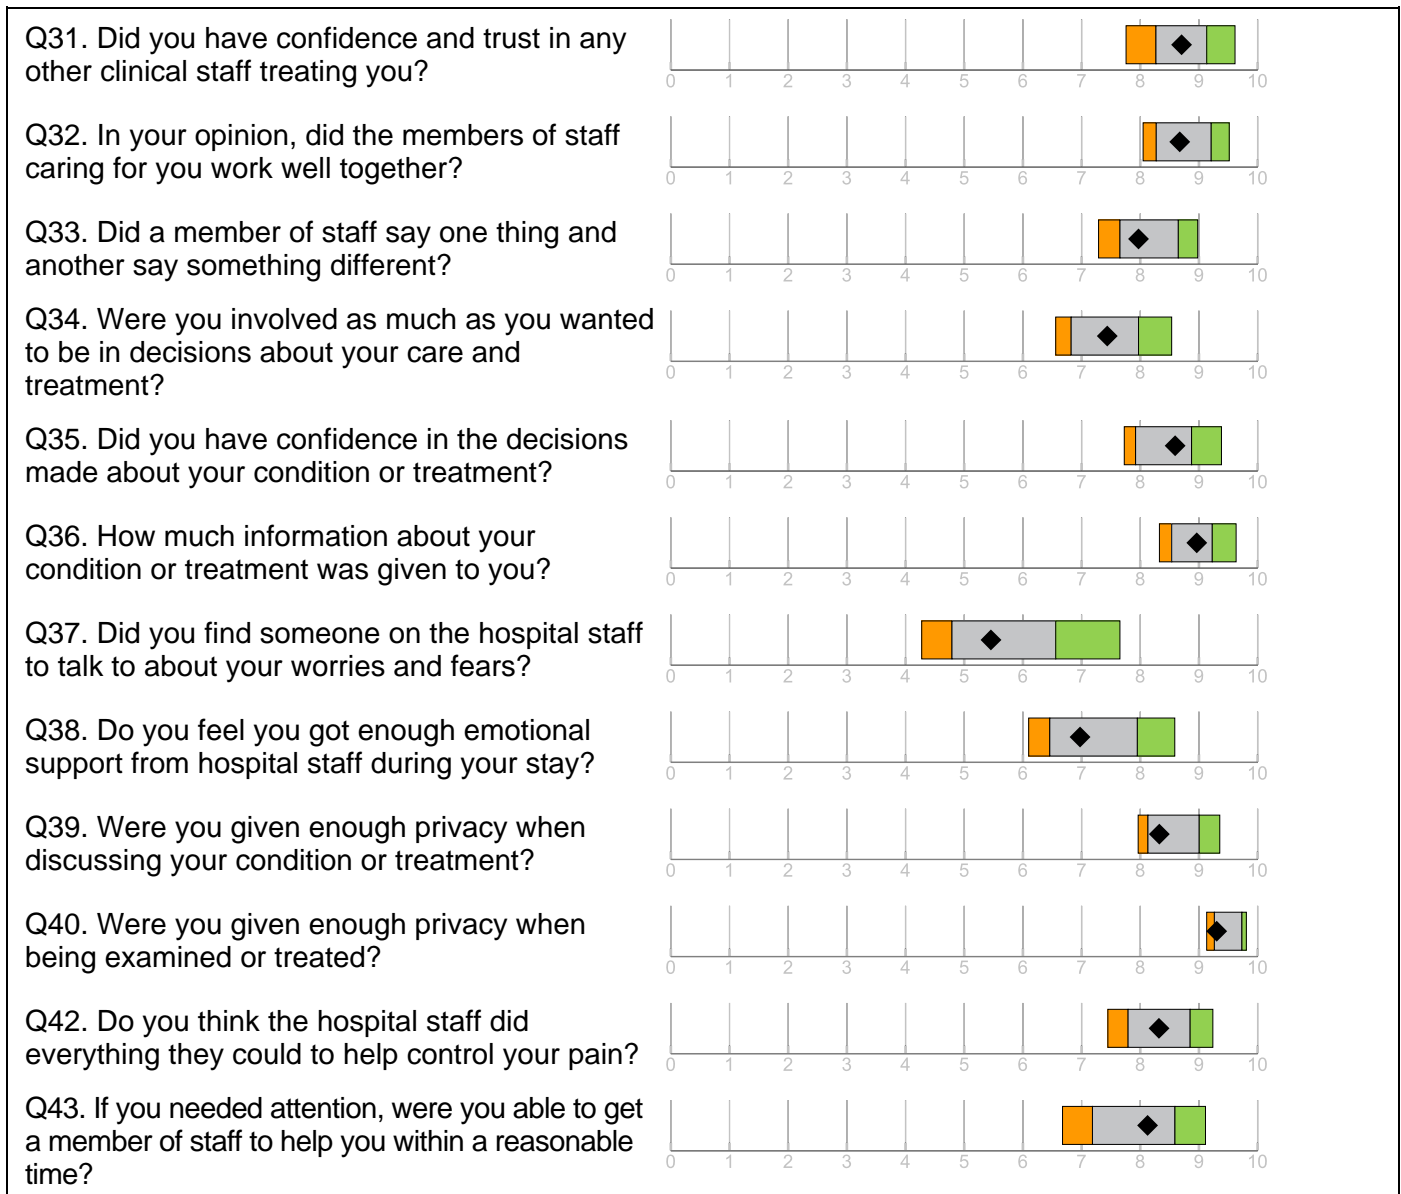 Q31. Did you have confidence and trust in any
other clinical staff treating you?
0 1 2 3 4 5 6 7 8 9 10
Q32. In your opinion, did the members of staff
caring for you work well together?
0 1 2 3 4 5 6 7 8 9 10
Q33. Did a member of staff say one thing and
another say something different?
0 1 2 3 4 5 6 7 8 9 10
Q34. Were you involved as much as you wanted
to be in decisions about your care and
treatment?
0 1 2 3 4 5 6 7 8 9 10
Q35. Did you have confidence in the decisions
made about your condition or treatment?
0 1 2 3 4 5 6 7 8 9 10
Q36. How much information about your
condition or treatment was given to you?
0 1 2 3 4 5 6 7 8 9 10
Q37. Did you find someone on the hospital staff
to talk to about your worries and fears?
0 1 2 3 4 5 6 7 8 9 10
Q38. Do you feel you got enough emotional
support from hospital staff during your stay?
0 1 2 3 4 5 6 7 8 9 10
Q39. Were you given enough privacy when
discussing your condition or treatment?
0 1 2 3 4 5 6 7 8 9 10
Q40. Were you given enough privacy when
being examined or treated?
0 1 2 3 4 5 6 7 8 9 10
Q42. Do you think the hospital staff did
everything they could to help control your pain?
0 1 2 3 4 5 6 7 8 9 10
Q43. If you needed attention, were you able to get
a member of staff to help you within a reasonable
time?
0 1 2 3 4 5 6 7 8 9 10